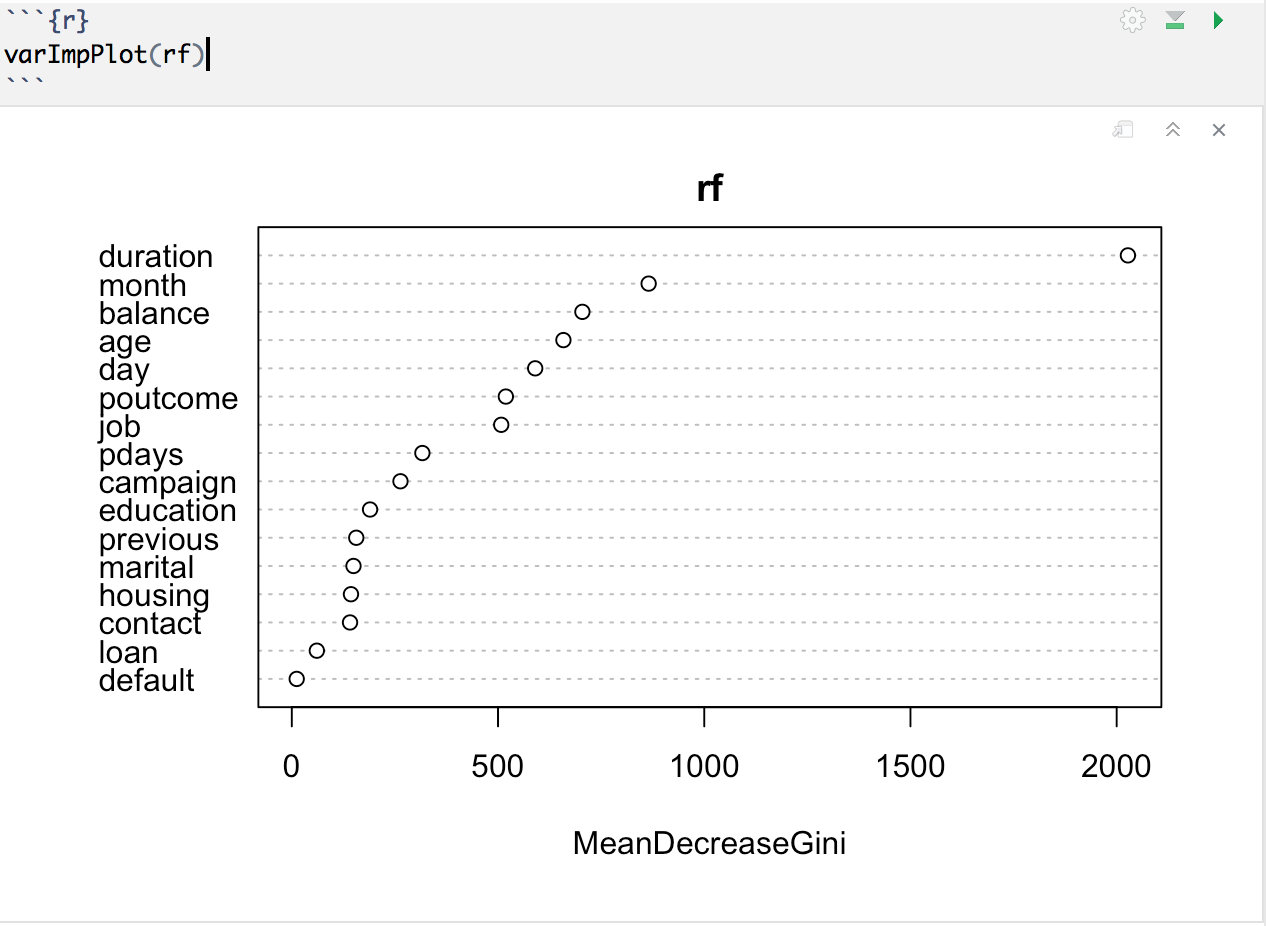 ```{r}
varImpPlot(rf)
```
rf
duration
month
balance
age
day
poutcome
job
pdays
campaign
education
previous
marital
housing
contact
loan
default
0 500 1000 1500 2000
MeanDecreaseGini